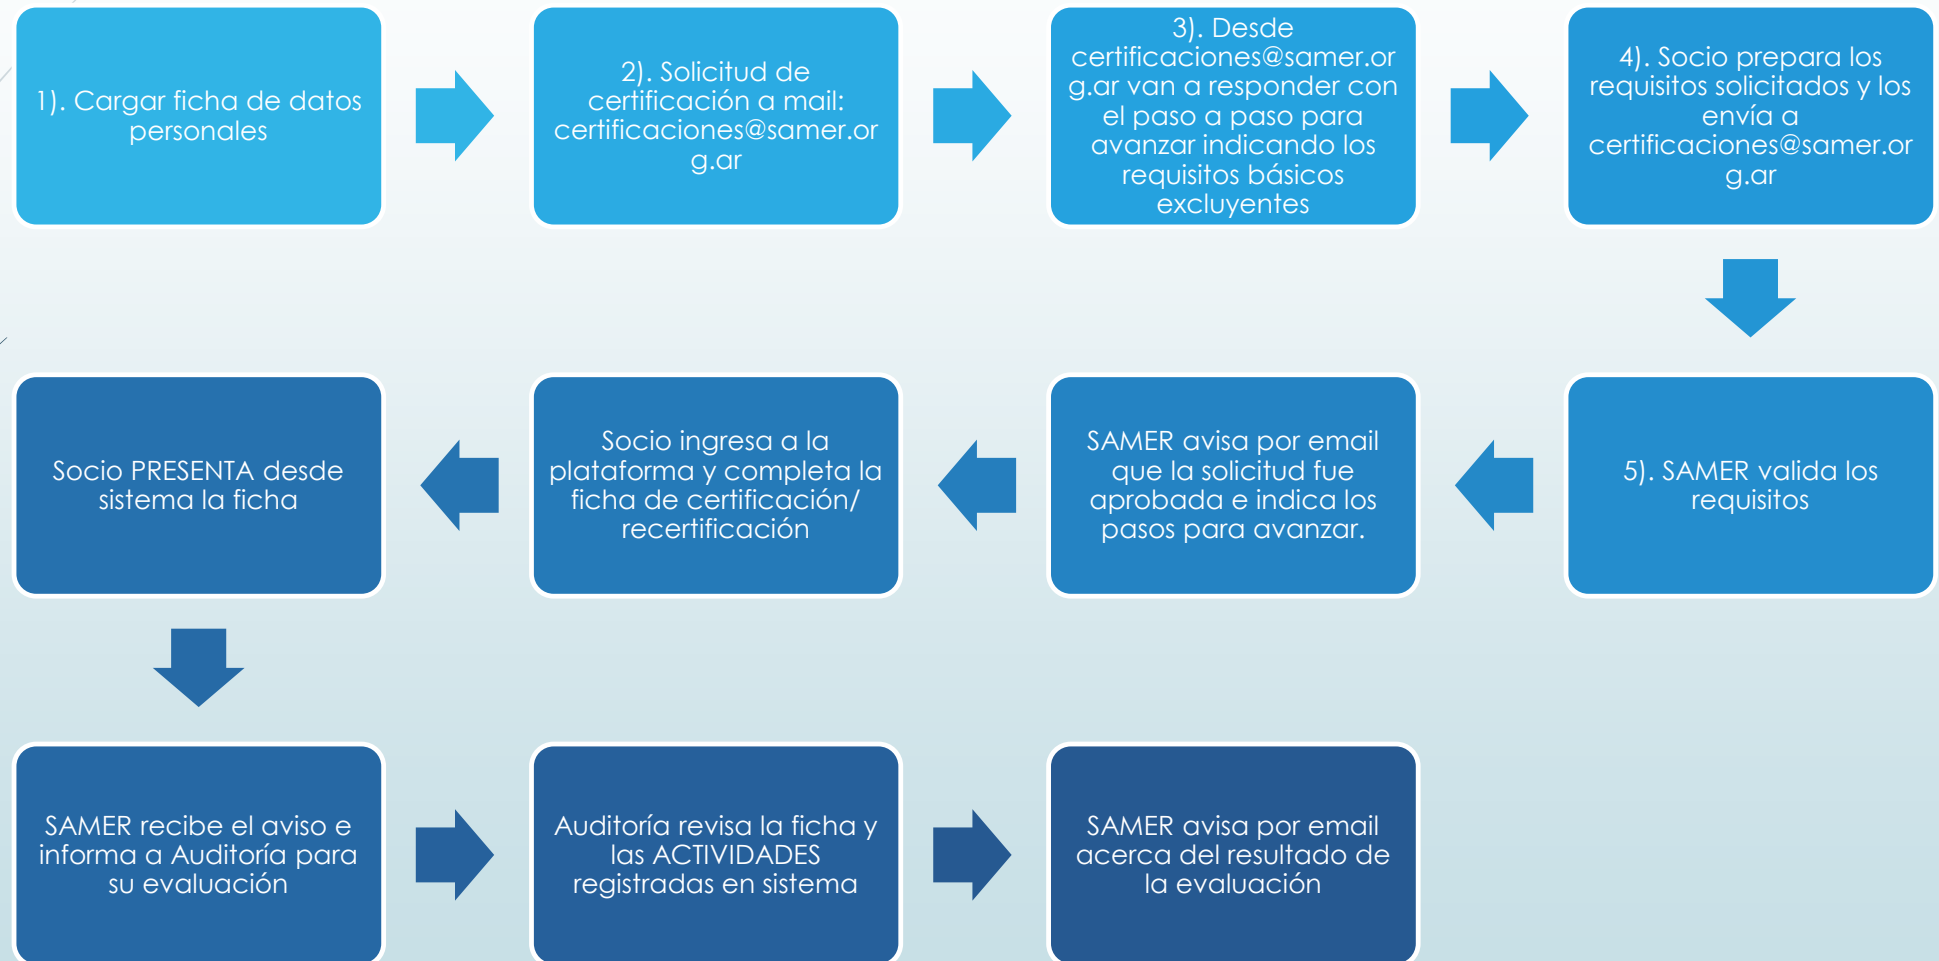 1). Cargar ficha de datos
personales
2). Solicitud de
certificación a mail:
certificaciones@samer.or
g.ar
3). Desde
certificaciones@samer.or
g.ar van a responder con
el paso a paso para
avanzar indicando los
requisitos básicos
excluyentes
4). Socio prepara los
requisitos solicitados y los
envía a
certificaciones@samer.or
g.ar
5). SAMER valida los
requisitos
SAMER avisa por email
que la solicitud fue
aprobada e indica los
pasos para avanzar.
Socio ingresa a la
plataforma y completa la
ficha de certificación/
recertificación
Socio PRESENTA desde
sistema la ficha
SAMER recibe el aviso e
informa a Auditoría para
su evaluación
Auditoría revisa la ficha y
las ACTIVIDADES
registradas en sistema
SAMER avisa por email
acerca del resultado de
la evaluación